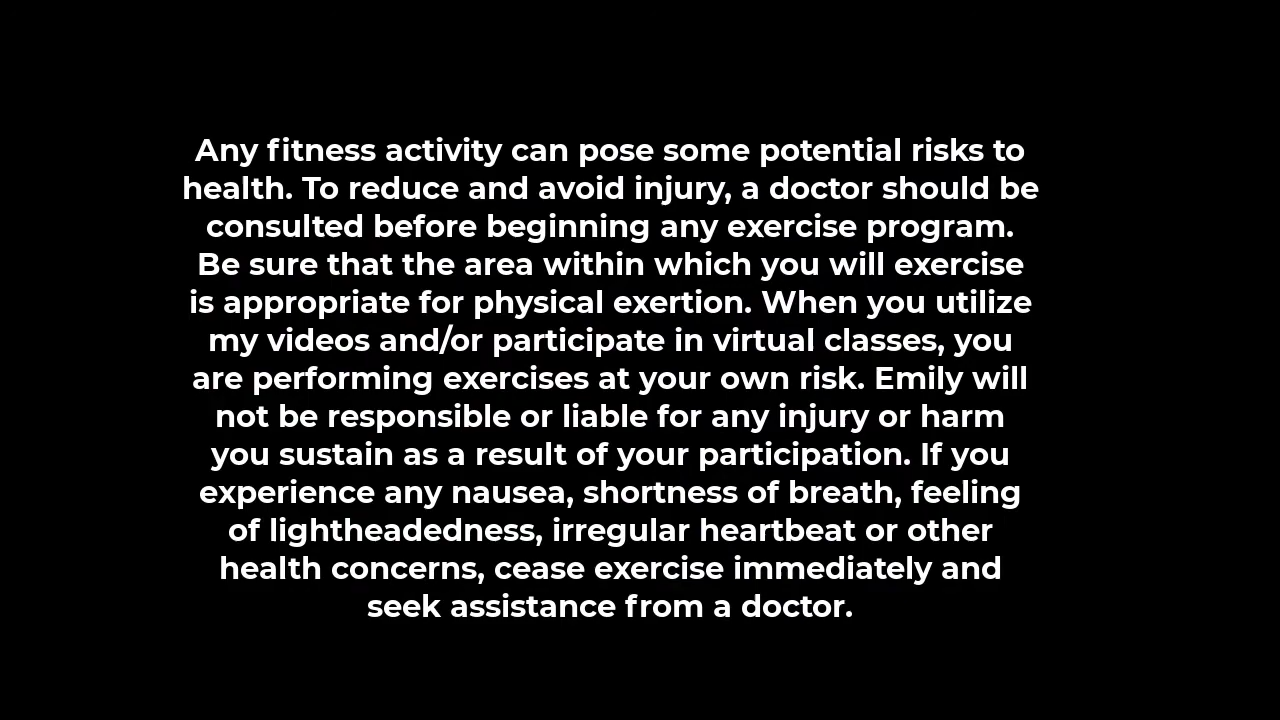 Any fitness activity can pose some potential risks to
health. To reduce and avoid injury, a doctor should be
consulted before beginning any exercise program.
Be sure that the area within which you will exercise
is appropriate for physical exertion. When you utilize
my videos and/or participate in virtual classes, you
are performing exercises at your own risk. Emily will
not be responsible or liable for any injury or harm
you sustain as a result of your participation. If you
experience any nausea, shortness of breath, feeling
of lightheadedness, irregular heartbeat or other
health concerns, cease exercise immediately and
seek assistance from a doctor.